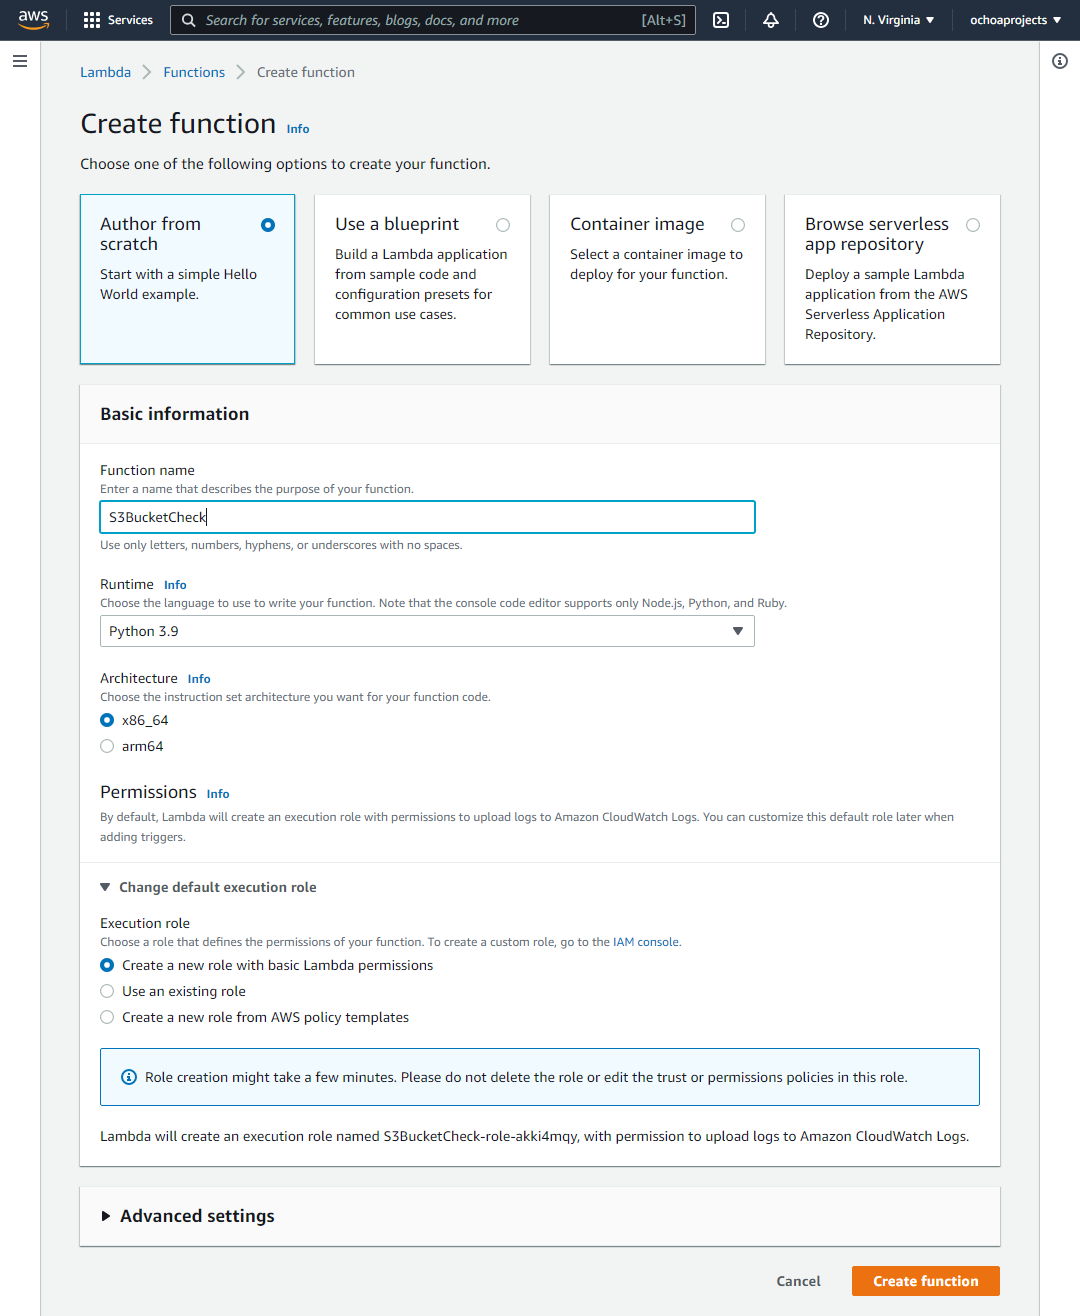 aws Services Search for services, features, blogs, docs, and more [Alt+S] N. Virginia ochoaprojects
Lambda Functions Create function
Create function Info
Choose one of the following options to create your function.
Author from
scratch
Start with a simple Hello
World example.
Use a blueprint
Build a Lambda application
from sample code and
configuration presets for
common use cases.
Container image
Select a container image to
deploy for your function.
Browse serverless
app repository
Deploy a sample Lambda
application from the AWS
Serverless Application
Repository.
Basic information
Function name
Enter a name that describes the purpose of your function.
S3BucketCheck
Use only letters, numbers, hyphens, or underscores with no spaces.
Runtime Info
Choose the language to use to write your function. Note that the console code editor supports only Node.js, Python, and Ruby.
Python 3.9
Architecture Info
Choose the instruction set architecture you want for your function code.
x86_64
arm64
Permissions Info
By default, Lambda will create an execution role with permissions to upload logs to Amazon CloudWatch Logs. You can customize this default role later when
adding triggers.
Change default execution role
Execution role
Choose a role that defines the permissions of your function. To create a custom role, go to the IAM console.
Create a new role with basic Lambda permissions
Use an existing role
Create a new role from AWS policy templates
Role creation might take a few minutes. Please do not delete the role or edit the trust or permissions policies in this role.
Lambda will create an execution role named S3BucketCheck-role-akki4mqy, with permission to upload logs to Amazon CloudWatch Logs.
Advanced settings
Cancel Create function